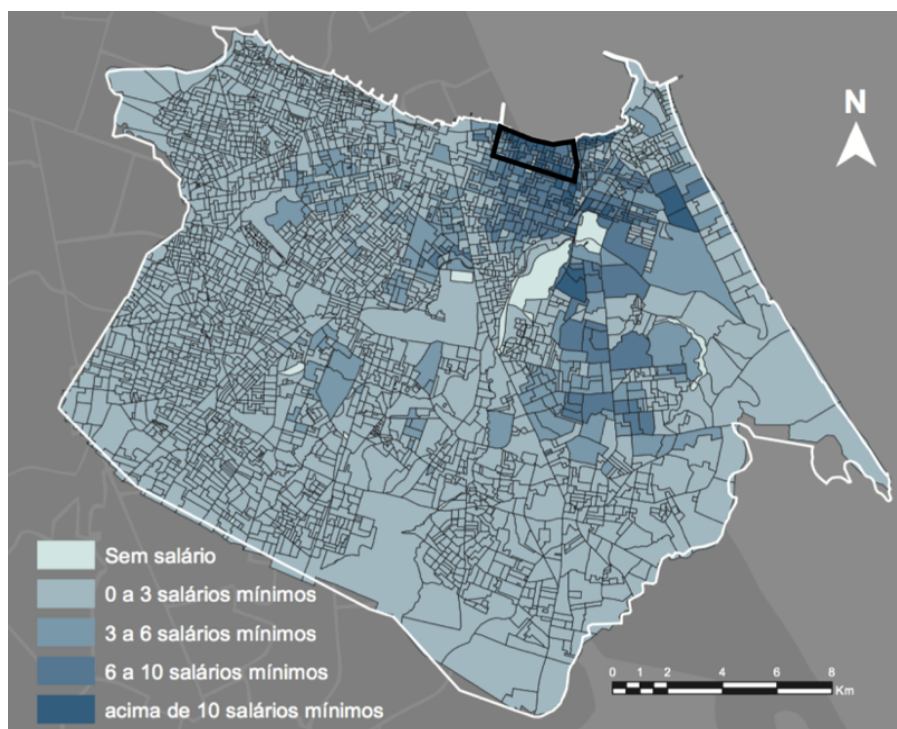 N
Sem salário
0 a 3 salários mínimos
3 a 6 salários mínimos
6 a 10 salários mínimos
acima de 10 salários mínimos
0 1 2 4 6 8
Km